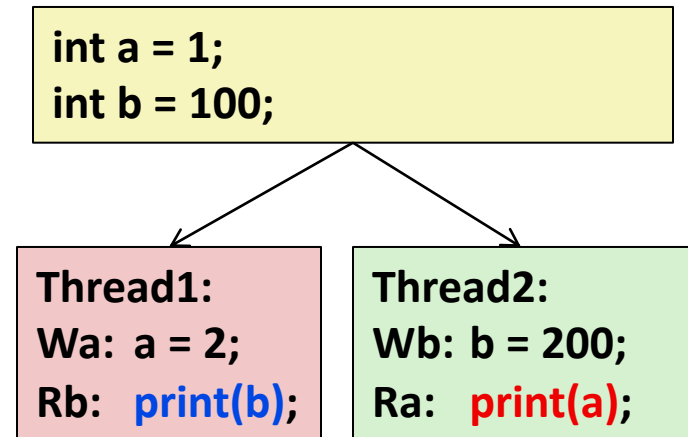 int a = 1;
int b = 100;
Thread1:
Wa: a = 2;
Rb: print(b);
Thread2:
Wb: b = 200;
Ra: print(a);